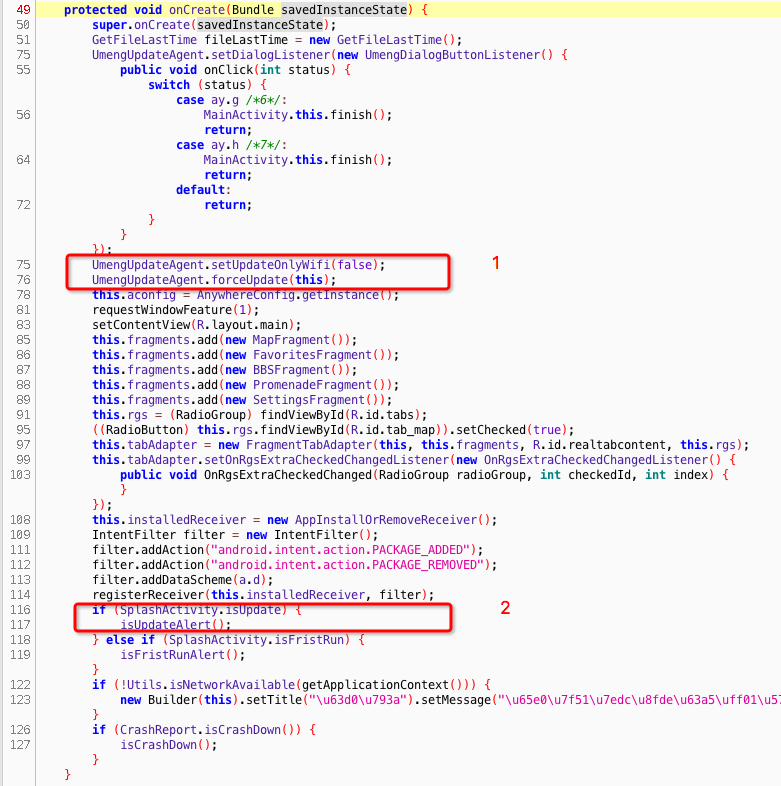 49 protected void onCreate(Bundle savedInstanceState) {
50 super.onCreate(savedInstanceState);
51 GetFileLastTime fileLastTime = new GetFileLastTime();
75 UmengUpdateAgent.setDialogListener(new UmengDialogButtonListener() {
55 public void onClick(int status) {
switch (status) {
case ay.g /*6*/:
56 MainActivity.this.finish();
return;
case ay.h /*7*/:
64 MainActivity.this.finish();
return;
default:
72 return;
}
}
});
75 UmengUpdateAgent.setUpdateOnlyWifi(false); 1
76 UmengUpdateAgent.forceUpdate(this);
78 this.aconfig = AnywhereConfig.getInstance();
81 requestWindowFeature(1);
83 setContentView(R.layout.main);
85 this.fragments.add(new MapFragment());
86 this.fragments.add(new FavoritesFragment());
87 this.fragments.add(new BBSFragment());
88 this.fragments.add(new PromenadeFragment());
89 this.fragments.add(new SettingsFragment());
91 this.rgs = (RadioGroup) findViewById(R.id.tabs);
95 ((RadioButton) this.rgs.findViewById(R.id.tab_map)).setChecked(true);
97 this.tabAdapter = new FragmentTabAdapter(this, this.fragments, R.id.realtabcontent, this.rgs);
99 this.tabAdapter.setOnRgsExtraCheckedChangedListener(new OnRgsExtraCheckedChangedListener() {
103 public void OnRgsExtraCheckedChanged(RadioGroup radioGroup, int checkedId, int index) {
}
});
108 this.installedReceiver = new AppInstallOrRemoveReceiver();
109 IntentFilter filter = new IntentFilter();
111 filter.addAction("android.intent.action.PACKAGE_ADDED");
112 filter.addAction("android.intent.action.PACKAGE_REMOVED");
113 filter.addDataScheme(a.d);
114 registerReceiver(this.installedReceiver, filter);
116 if (SplashActivity.isUpdate) { 2
117 isUpdateAlert();
118 } else if (SplashActivity.isFristRun) {
119 isFristRunAlert();
}
122 if (!Utils.isNetworkAvailable(getApplicationContext())) {
123 new Builder(this).setTitle("\u63d0\u793a").setMessage("\u65e0\u7f51\u7edc\u8fde\u63a5\uff01\u57
}
126 if (CrashReport.isCrashDown()) {
127 isCrashDown();
}
}